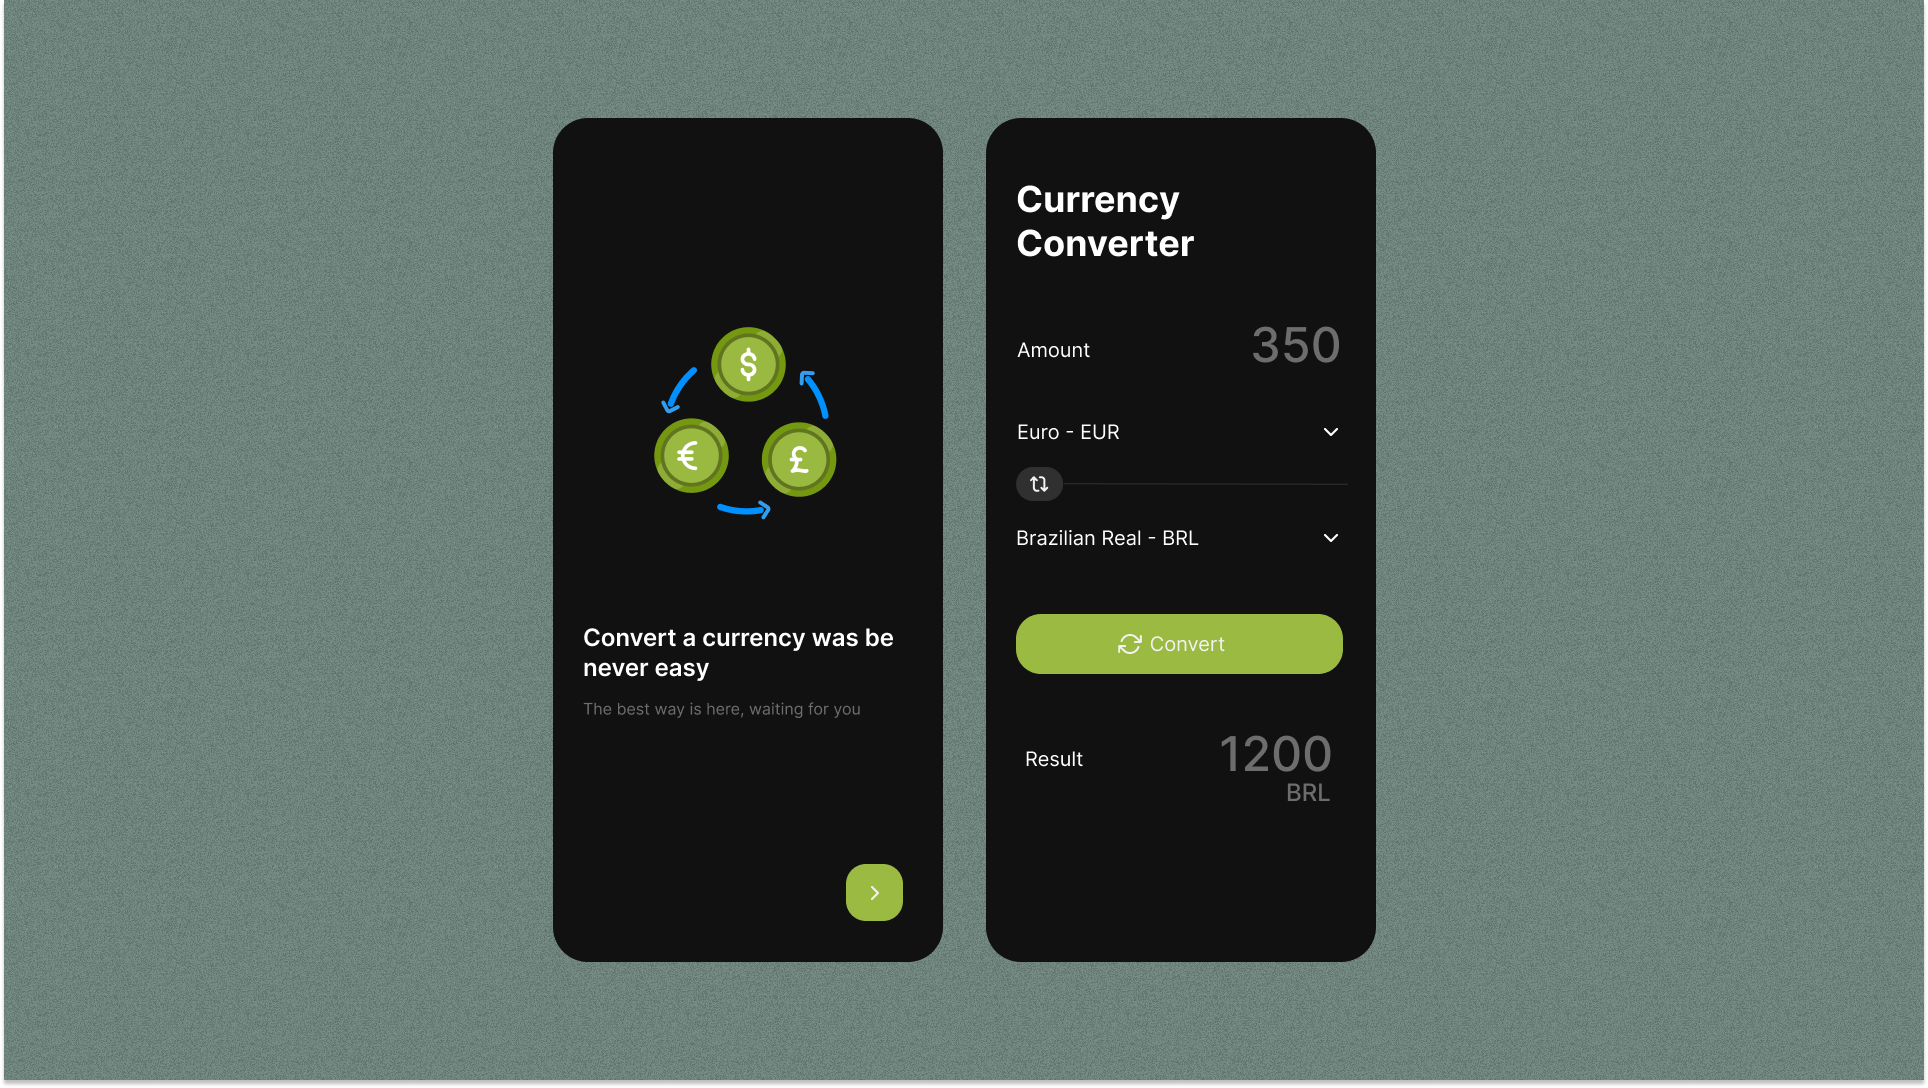 $
€
£
Convert a currency was be
never easy
The best way is here, waiting for you
Currency
Converter
Amount
350
Euro - EUR
Brazilian Real - BRL
Convert
Result
1200
BRL